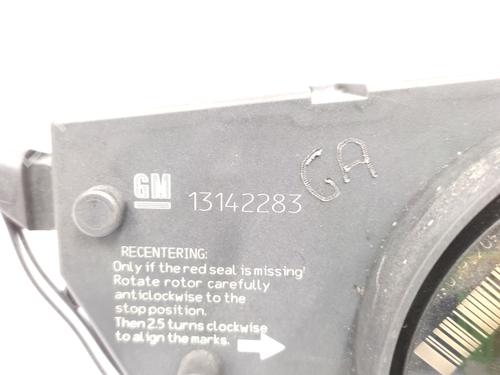 GM 13142283 GA
RECENTERING:
Only if the red seal is missing!
Rotate rotor carefully
anticlockwise to the
stop position.
Then 2.5 turns clockwise
to align the marks.